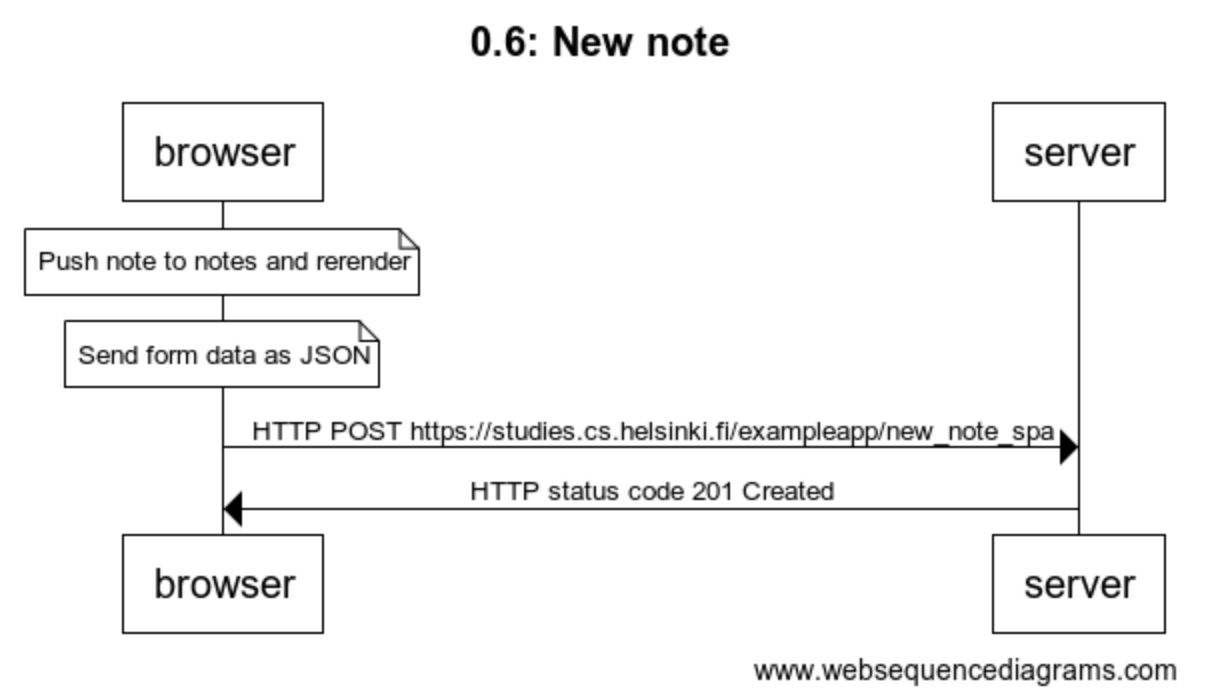 0.6: New note
browser
server
Push note to notes and rerender
Send form data as JSON
HTTP POST https://studies.cs.helsinki.fi/exampleapp/new_note_spa
HTTP status code 201 Created
browser
server
www.websequencediagrams.com